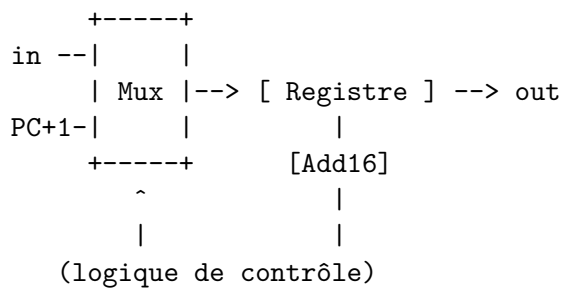 +-----+
in --| |
| Mux |--> [ Registre ] --> out
PC+1-| | |
+-----+ [Add16]
^ |
| |
(logique de contrôle)